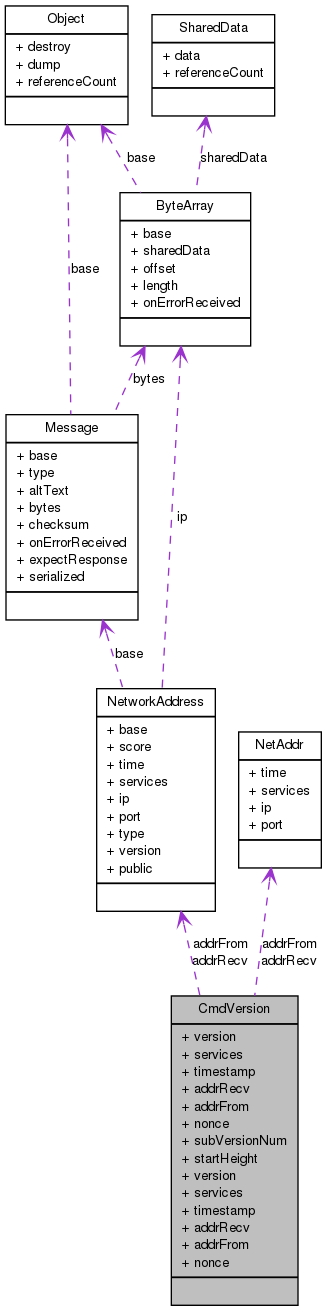 Object
+ destroy
+ dump
+ referenceCount
SharedData
+ data
+ referenceCount
base
sharedData
ByteArray
+ base
+ sharedData
+ offset
+ length
+ onErrorReceived
base
bytes
ip
Message
+ base
+ type
+ altText
+ bytes
+ checksum
+ onErrorReceived
+ expectResponse
+ serialized
base
NetworkAddress
+ base
+ score
+ time
+ services
+ ip
+ port
+ type
+ version
+ public
NetAddr
+ time
+ services
+ ip
+ port
addrFrom
addrRecv
addrFrom
addrRecv
CmdVersion
+ version
+ services
+ timestamp
+ addrRecv
+ addrFrom
+ nonce
+ subVersionNum
+ startHeight
+ version
+ services
+ timestamp
+ addrRecv
+ addrFrom
+ nonce